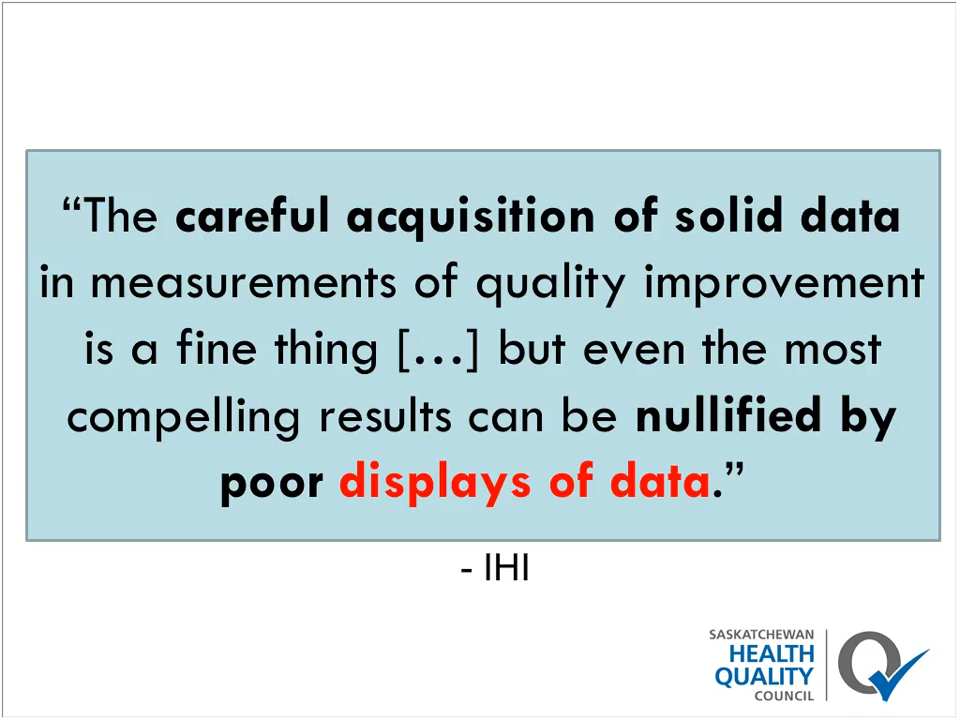 “The careful acquisition of solid data
in measurements of quality improvement
is a fine thing […] but even the most
compelling results can be nullified by
poor displays of data.”
- IHI
SASKATCHEWAN
HEALTH
QUALITY
COUNCIL